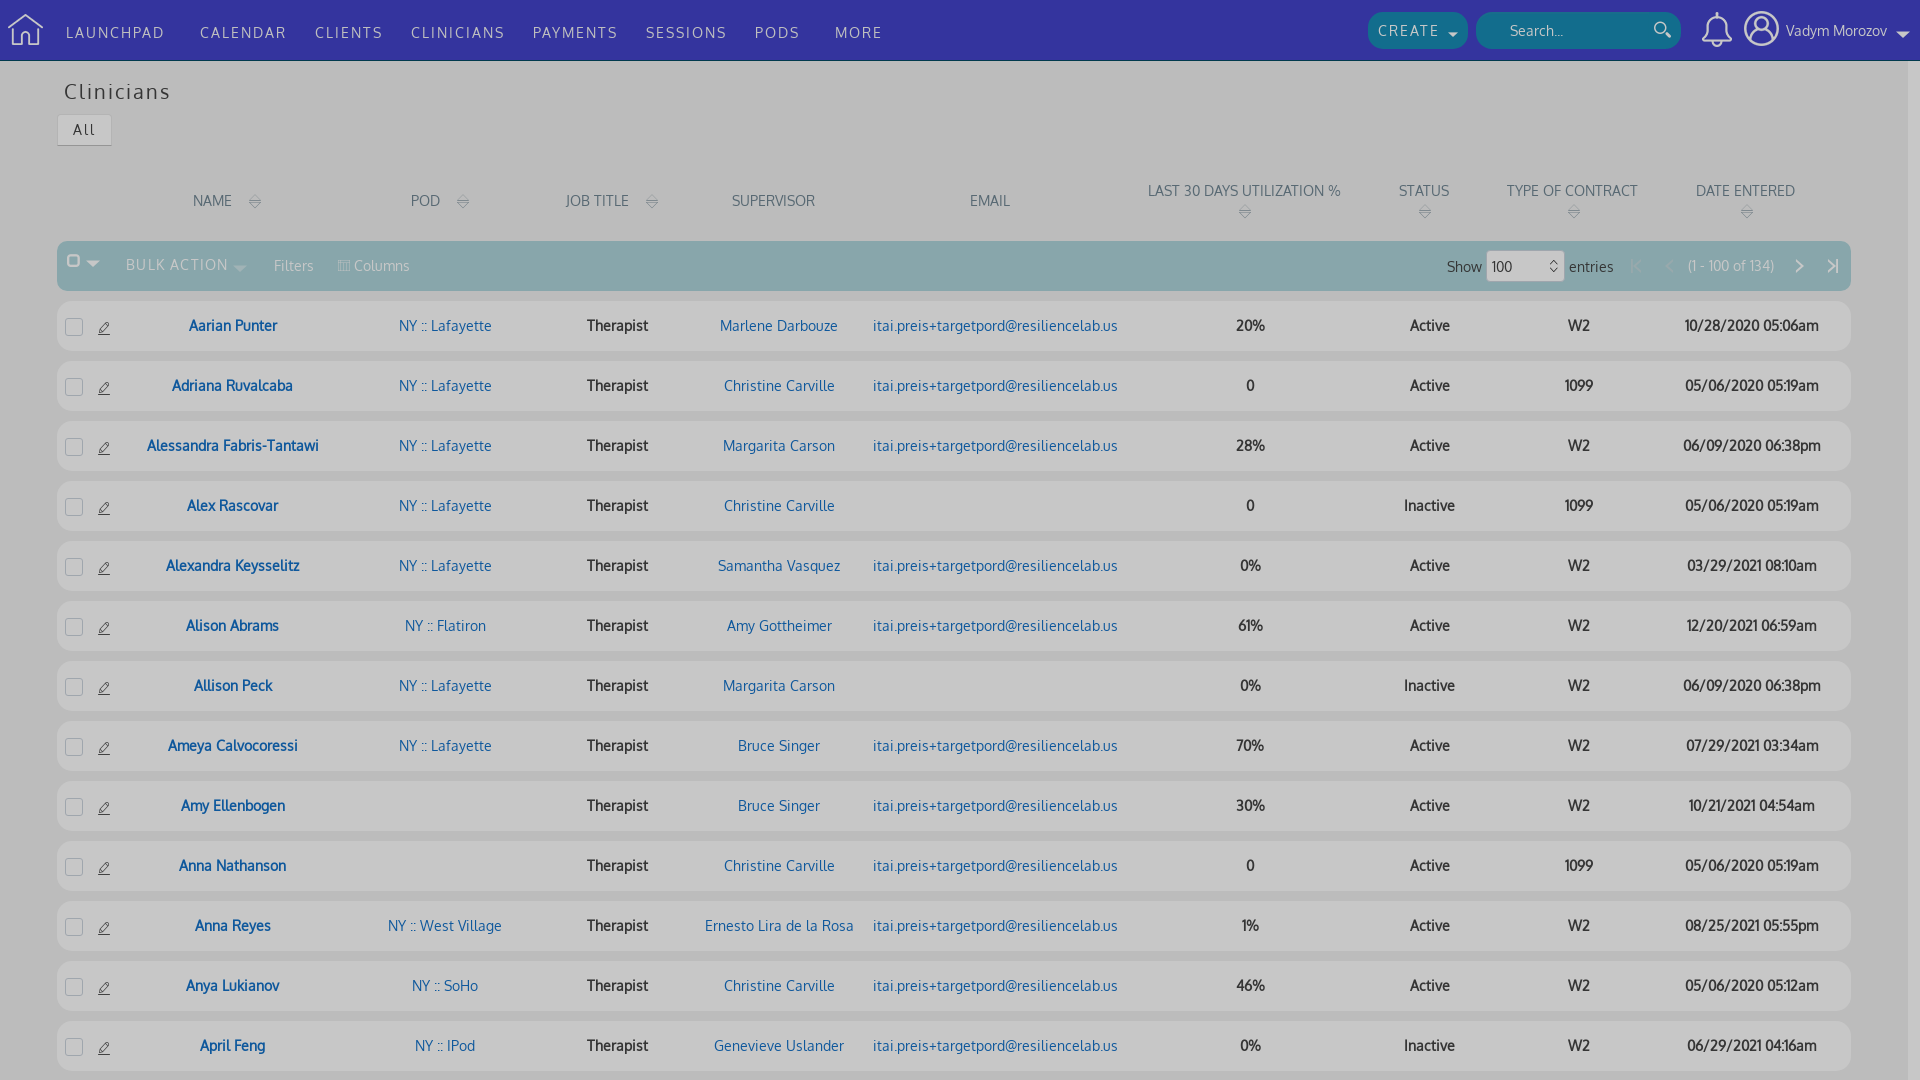 LAUNCHPAD CALENDAR CLIENTS CLINICIANS PAYMENTS SESSIONS PODS MORE CREATE Search... Vadym Morozov
Clinicians
All
NAME POD JOB TITLE SUPERVISOR EMAIL LAST 30 DAYS UTILIZATION % STATUS TYPE OF CONTRACT DATE ENTERED
BULK ACTION Filters Columns Show 100 entries (1 - 100 of 134)
Aarian Punter NY :: Lafayette Therapist Marlene Darbouze itai.preis+targetpord@resiliencelab.us 20% Active W2 10/28/2020 05:06am
Adriana Ruvalcaba NY :: Lafayette Therapist Christine Carville itai.preis+targetpord@resiliencelab.us 0 Active 1099 05/06/2020 05:19am
Alessandra Fabris-Tantawi NY :: Lafayette Therapist Margarita Carson itai.preis+targetpord@resiliencelab.us 28% Active W2 06/09/2020 06:38pm
Alex Rascovar NY :: Lafayette Therapist Christine Carville 0 Inactive 1099 05/06/2020 05:19am
Alexandra Keysselitz NY :: Lafayette Therapist Samantha Vasquez itai.preis+targetpord@resiliencelab.us 0% Active W2 03/29/2021 08:10am
Alison Abrams NY :: Flatiron Therapist Amy Gottheimer itai.preis+targetpord@resiliencelab.us 61% Active W2 12/20/2021 06:59am
Allison Peck NY :: Lafayette Therapist Margarita Carson 0% Inactive W2 06/09/2020 06:38pm
Ameya Calvocoressi NY :: Lafayette Therapist Bruce Singer itai.preis+targetpord@resiliencelab.us 70% Active W2 07/29/2021 03:34am
Amy Ellenbogen Therapist Bruce Singer itai.preis+targetpord@resiliencelab.us 30% Active W2 10/21/2021 04:54am
Anna Nathanson Therapist Christine Carville itai.preis+targetpord@resiliencelab.us 0 Active 1099 05/06/2020 05:19am
Anna Reyes NY :: West Village Therapist Ernesto Lira de la Rosa itai.preis+targetpord@resiliencelab.us 1% Active W2 08/25/2021 05:55pm
Anya Lukianov NY :: SoHo Therapist Christine Carville itai.preis+targetpord@resiliencelab.us 46% Active W2 05/06/2020 05:12am
April Feng NY :: IPod Therapist Genevieve Uslander itai.preis+targetpord@resiliencelab.us 0% Inactive W2 06/29/2021 04:16am